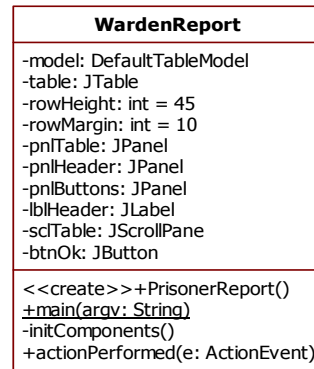 WardenReport
-model: DefaultTableModel
-table: JTable
-rowHeight: int = 45
-rowMargin: int = 10
-pnlTable: JPanel
-pnlHeader: JPanel
-pnlButtons: JPanel
-lblHeader: JLabel
-sclTable: JScrollPane
-btnOk: JButton
<<create>>+PrisonerReport()
+main(argv: String)
-initComponents()
+actionPerformed(e: ActionEvent)